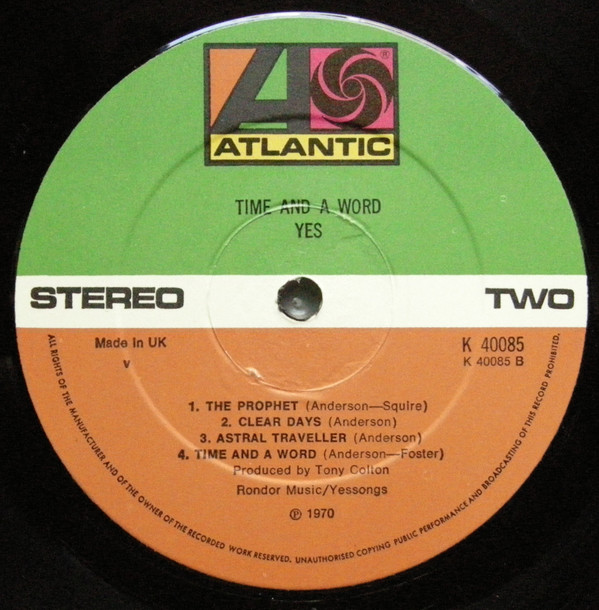 ®
ATLANTIC
TIME AND A WORD
YES
STEREO
TWO
Made In UK
V
K 40085
K 40085 B
1. THE PROPHET (Anderson—Squire)
2. CLEAR DAYS (Anderson)
3. ASTRAL TRAVELLER (Anderson)
4. TIME AND A WORD (Anderson—Foster)
Produced by Tony Colton
Rondor Music/Yessongs
℗ 1970
ALL RIGHTS OF THE MANUFACTURER AND OF THE OWNER OF THE RECORDED WORK RESERVED. UNAUTHORISED COPYING PUBLIC PERFORMANCE AND BROADCASTING OF THIS RECORD PROHIBITED.